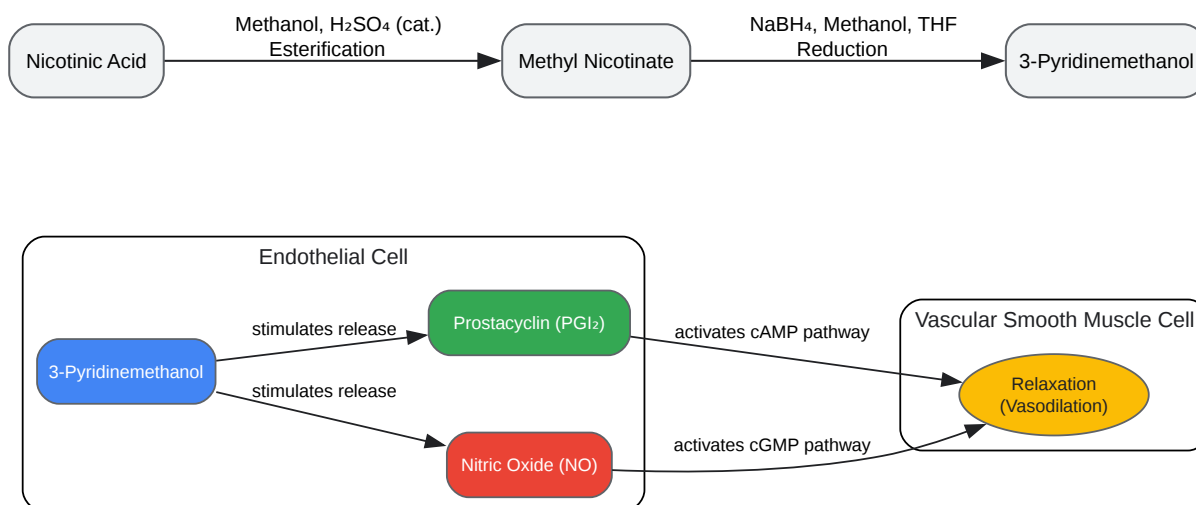 Methanol, H₂SO₄ (cat.)
Esterification
NaBH₄, Methanol, THF
Reduction
Nicotinic Acid
Methyl Nicotinate
3-Pyridinemethanol
Endothelial Cell
3-Pyridinemethanol
stimulates release
stimulates release
Prostacyclin (PGI₂)
Nitric Oxide (NO)
activates cAMP pathway
activates cGMP pathway
Vascular Smooth Muscle Cell
Relaxation
(Vasodilation)